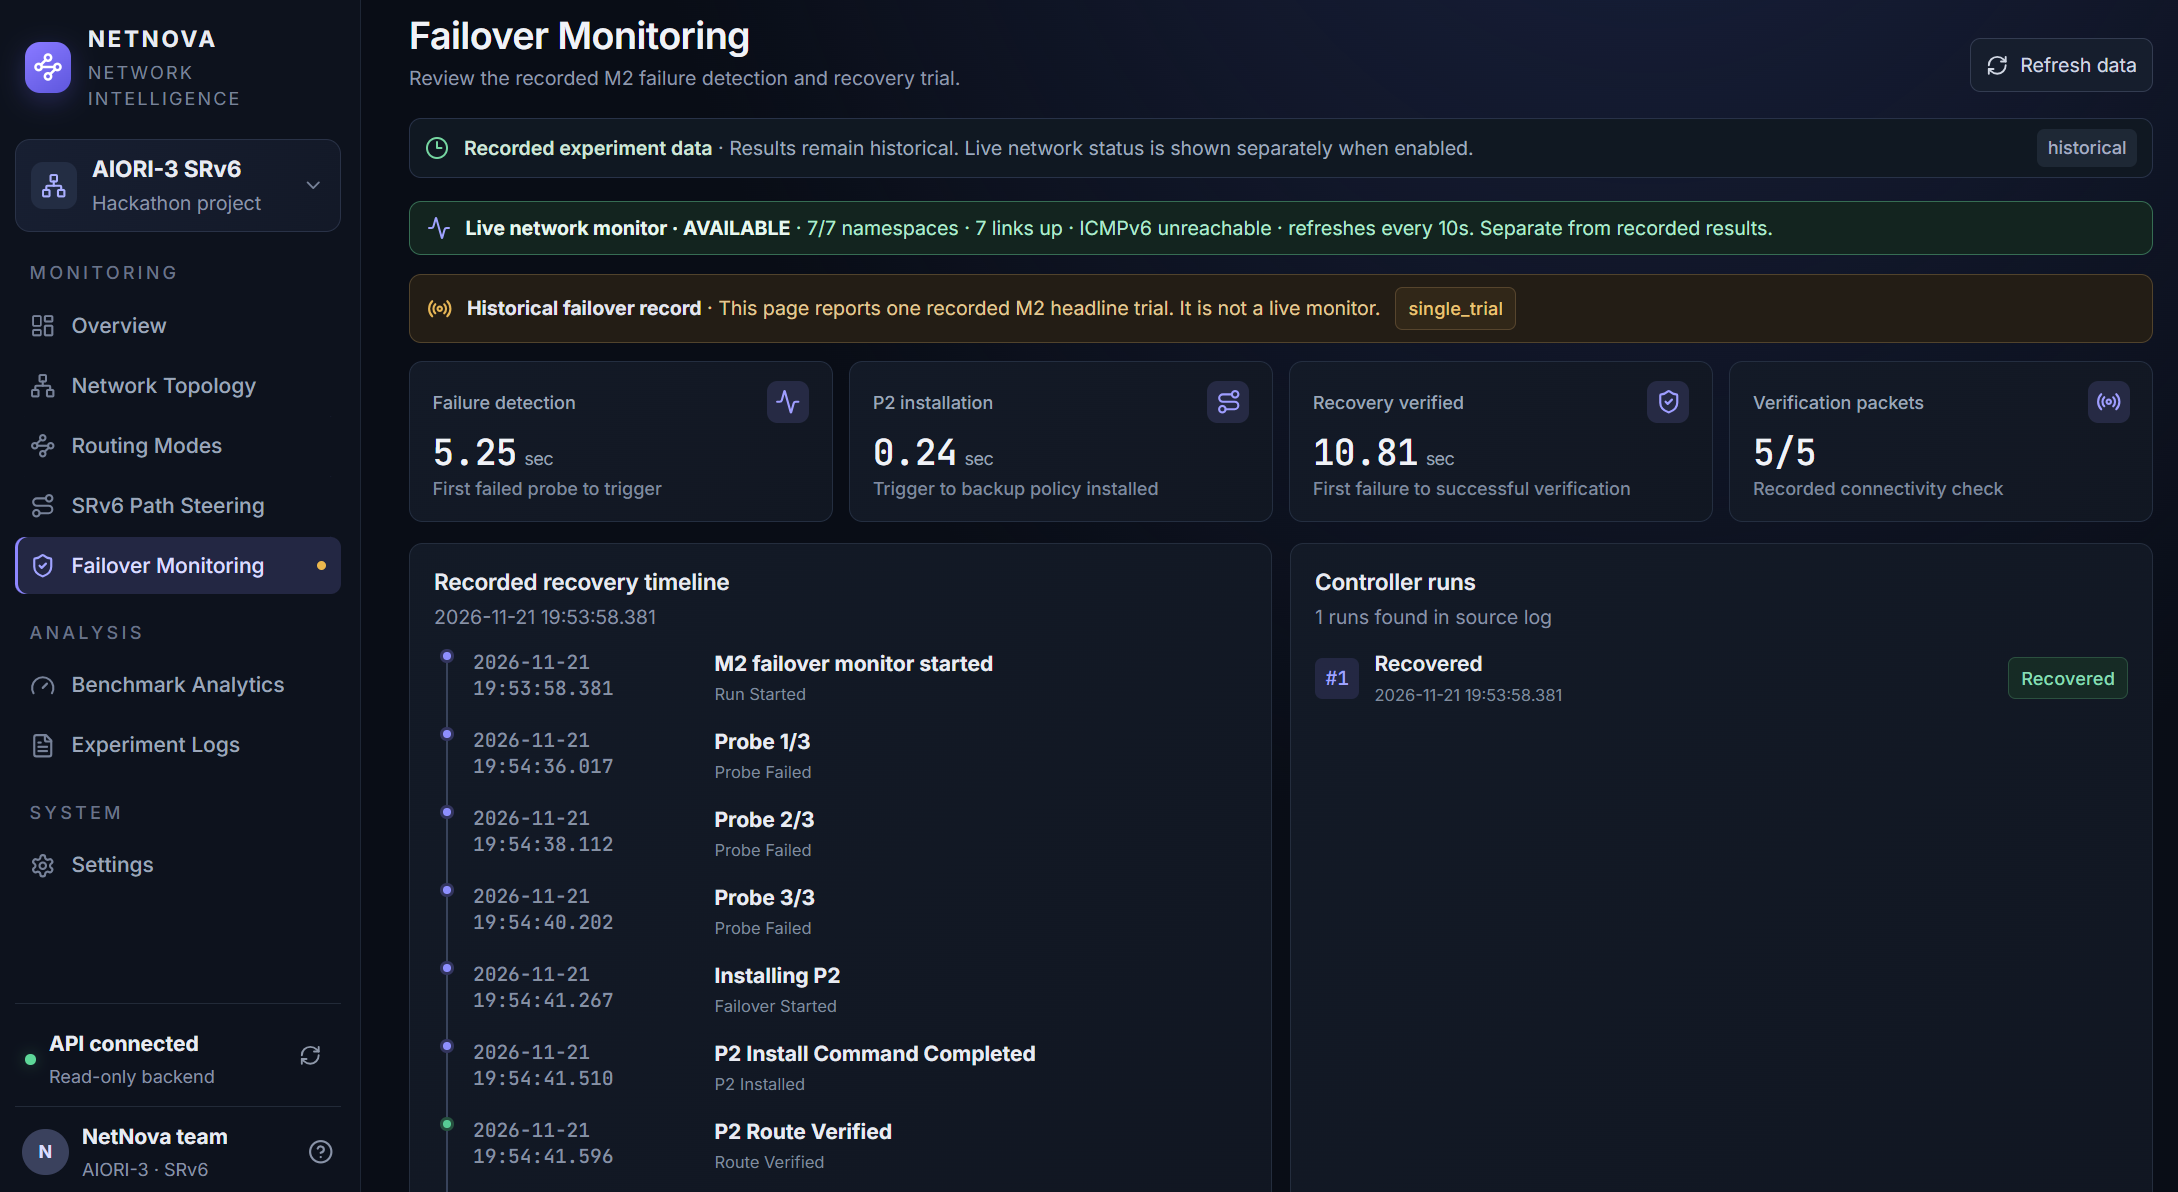 NETNOVA
NETWORK
INTELLIGENCE
AIORI-3 SRv6
Hackathon project
MONITORING
Overview
Network Topology
Routing Modes
SRv6 Path Steering
Failover Monitoring
ANALYSIS
Benchmark Analytics
Experiment Logs
SYSTEM
Settings
API connected
Read-only backend
N
NetNova team
AIORI-3 · SRv6
Failover Monitoring
Review the recorded M2 failure detection and recovery trial.
Refresh data
Recorded experiment data · Results remain historical. Live network status is shown separately when enabled.
historical
Live network monitor · AVAILABLE · 7/7 namespaces · 7 links up · ICMPv6 unreachable · refreshes every 10s. Separate from recorded results.
Historical failover record · This page reports one recorded M2 headline trial. It is not a live monitor.
single_trial
Failure detection
5.25 sec
First failed probe to trigger
P2 installation
0.24 sec
Trigger to backup policy installed
Recovery verified
10.81 sec
First failure to successful verification
Verification packets
5/5
Recorded connectivity check
Recorded recovery timeline
2026-11-21 19:53:58.381
2026-11-21
19:53:58.381
M2 failover monitor started
Run Started
2026-11-21
19:54:36.017
Probe 1/3
Probe Failed
2026-11-21
19:54:38.112
Probe 2/3
Probe Failed
2026-11-21
19:54:40.202
Probe 3/3
Probe Failed
2026-11-21
19:54:41.267
Installing P2
Failover Started
2026-11-21
19:54:41.510
P2 Install Command Completed
P2 Installed
2026-11-21
19:54:41.596
P2 Route Verified
Route Verified
Controller runs
1 runs found in source log
#1
Recovered
2026-11-21 19:53:58.381
Recovered